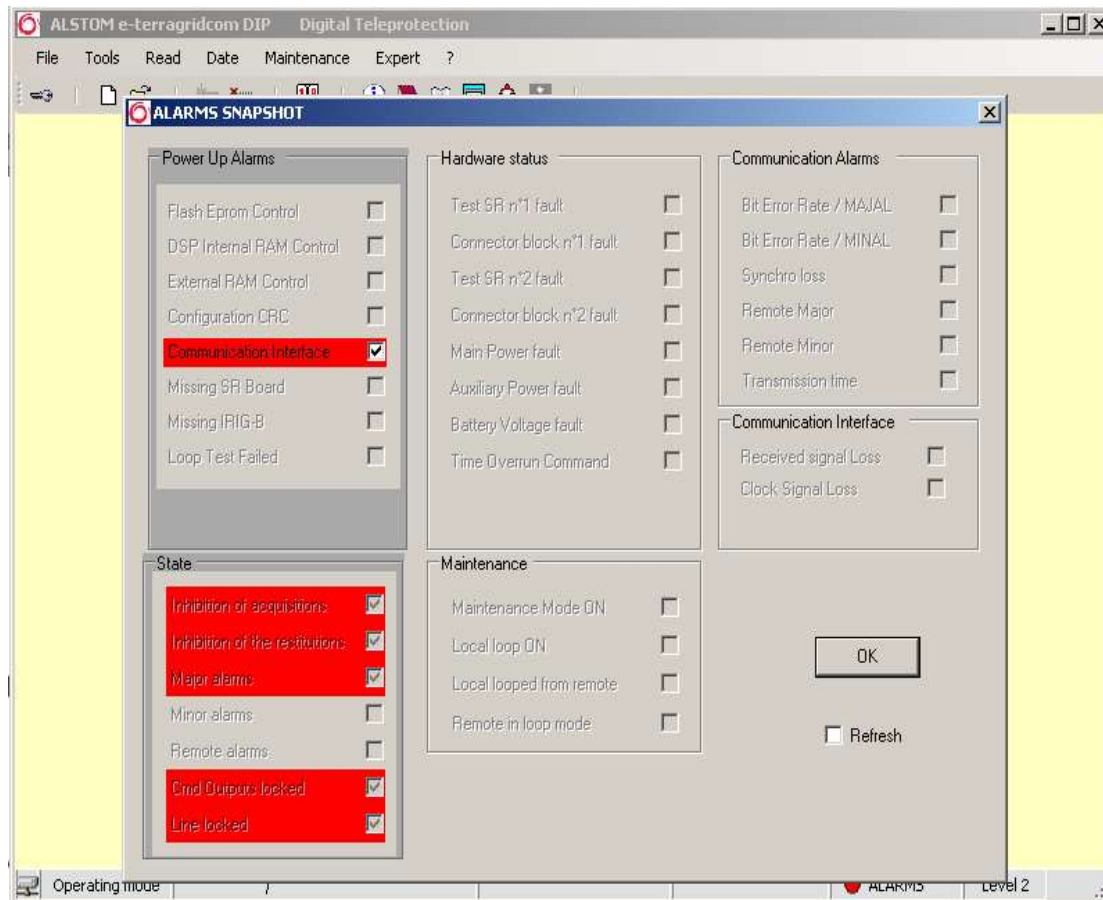 ALSTOM e-terragridcom DIP Digital Teleprotection
File Tools Read Date Maintenance Expert ?
ALARMS SNAPSHOT
Power Up Alarms
Flash Eprom Control
DSP Internal RAM Control
External RAM Control
Configuration CRC
Communication Interface
Missing SR Board
Missing IRIG-B
Loop Test Failed
Hardware status
Test SR n°1 fault
Connector block n°1 fault
Test SR n°2 fault
Connector block n°2 fault
Main Power fault
Auxiliary Power fault
Battery Voltage fault
Time Overrun Command
Communication Alarms
Bit Error Rate / MAJAL
Bit Error Rate / MINAL
Synchro loss
Remote Major
Remote Minor
Transmission time
Communication Interface
Received signal Loss
Clock Signal Loss
State
Inhibition of acquisitions
Inhibition of the restitutions
Major alarms
Minor alarms
Remote alarms
Cmd Outputs locked
Line locked
Maintenance
Maintenance Mode ON
Local loop ON
Local looped from remote
Remote in loop mode
OK
Refresh
Operating mode / ALARMS Level 2